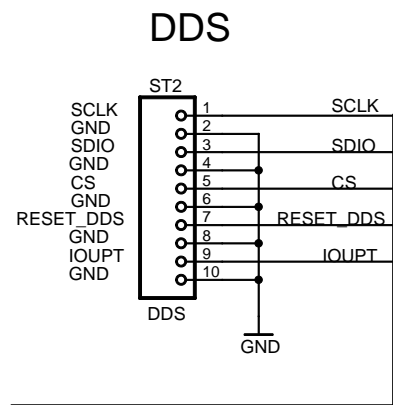 DDS
ST2
SCLK 1 SCLK
GND 2
SDIO 3 SDIO
GND 4
CS 5 CS
GND 6
RESET_DDS 7 RESET_DDS
GND 8
IOUPT 9 IOUPT
GND 10
DDS
GND